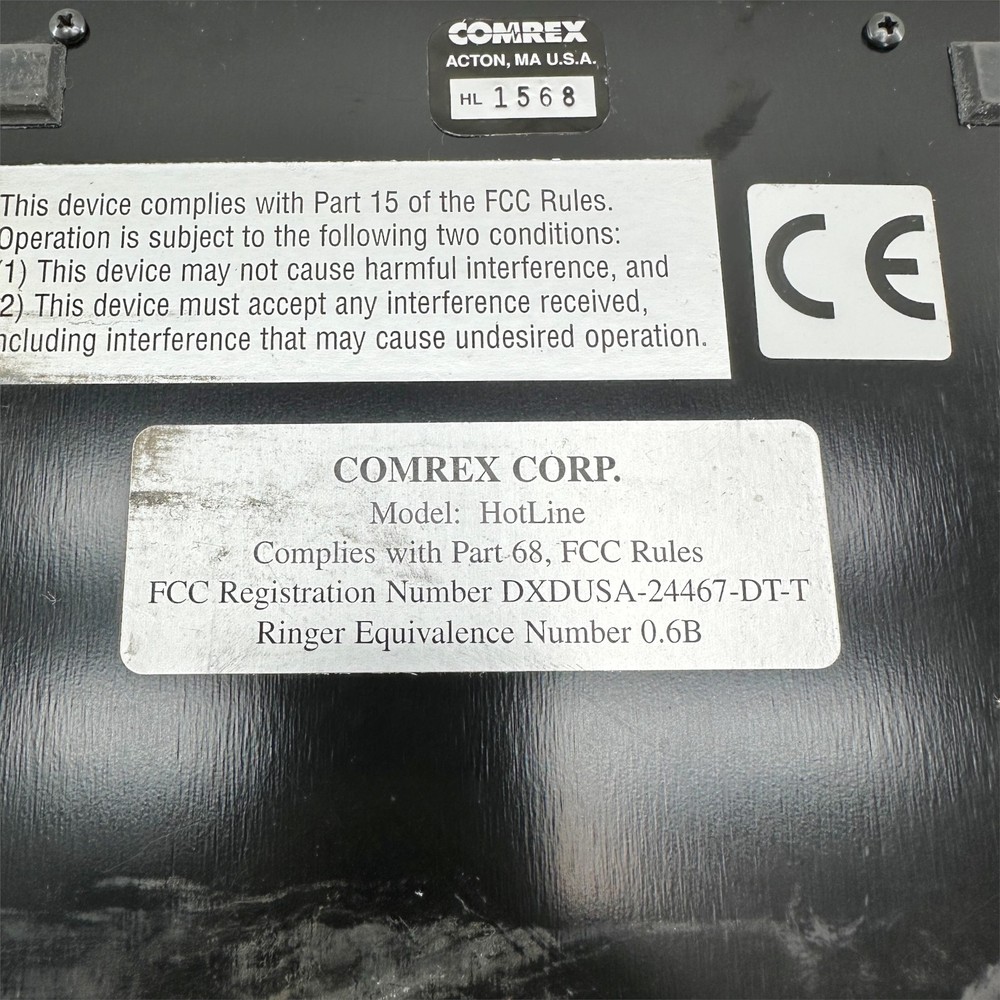 COMREX
ACTON, MA U.S.A.
HL 1568
This device complies with Part 15 of the FCC Rules.
Operation is subject to the following two conditions:
(1) This device may not cause harmful interference, and
2) This device must accept any interference received,
including interference that may cause undesired operation.
CE
COMREX CORP.
Model: HotLine
Complies with Part 68, FCC Rules
FCC Registration Number DXDUSA-24467-DT-T
Ringer Equivalence Number 0.6B